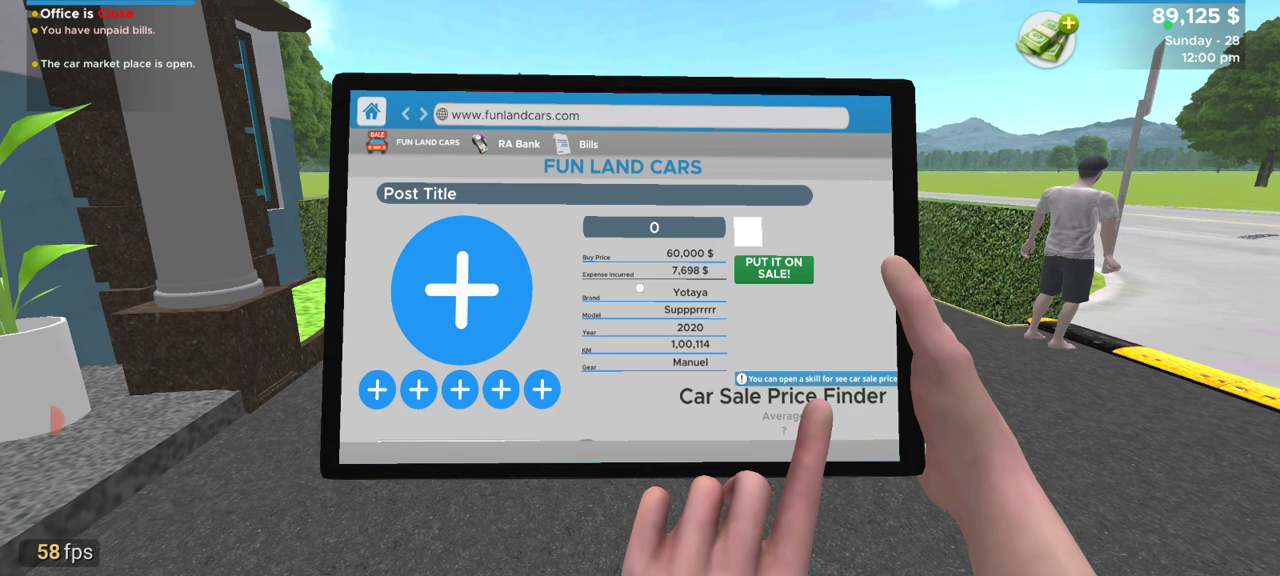 Office is Close
You have unpaid bills.
The car market place is open.
89,125 $
Sunday - 28
12:00 pm
www.funlandcars.com
SALE
FUN LAND CARS
RA Bank
Bills
FUN LAND CARS
Post Title
0
Buy Price 60,000 $
Expense Incurred 7,698 $
Brand Yotaya
Model Suppprrrrr
Year 2020
KM 1,00,114
Gear Manuel
PUT IT ON
SALE!
You can open a skill for see car sale price
Car Sale Price Finder
?
58 fps